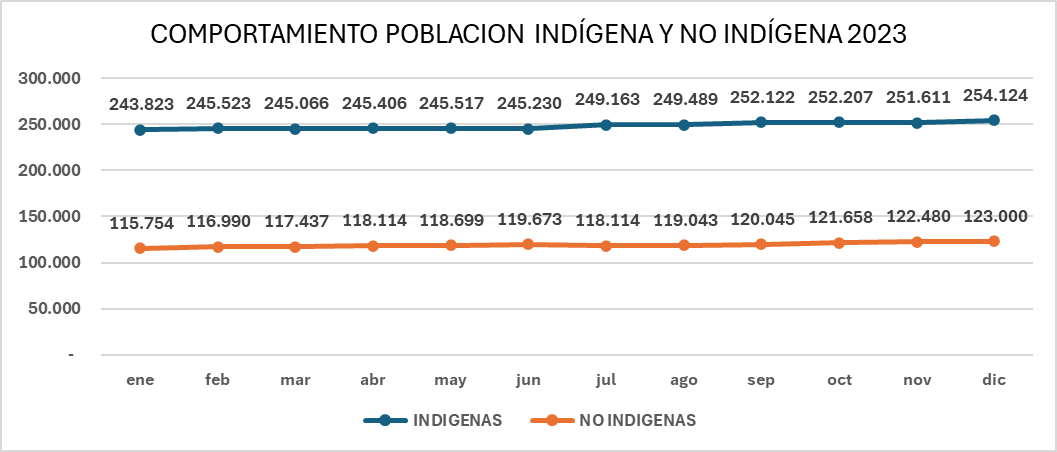 COMPORTAMIENTO POBLACION INDÍGENA Y NO INDÍGENA 2023
300.000
243.823 245.523 245.066 245.406 245.517 245.230 249.163 249.489 252.122 252.207 251.611 254.124
250.000
200.000
150.000
115.754 116.990 117.437 118.114 118.699 119.673 118.114 119.043 120.045 121.658 122.480 123.000
100.000
50.000
-
ene feb mar abr may jun jul ago sep oct nov dic
INDIGENAS NO INDIGENAS